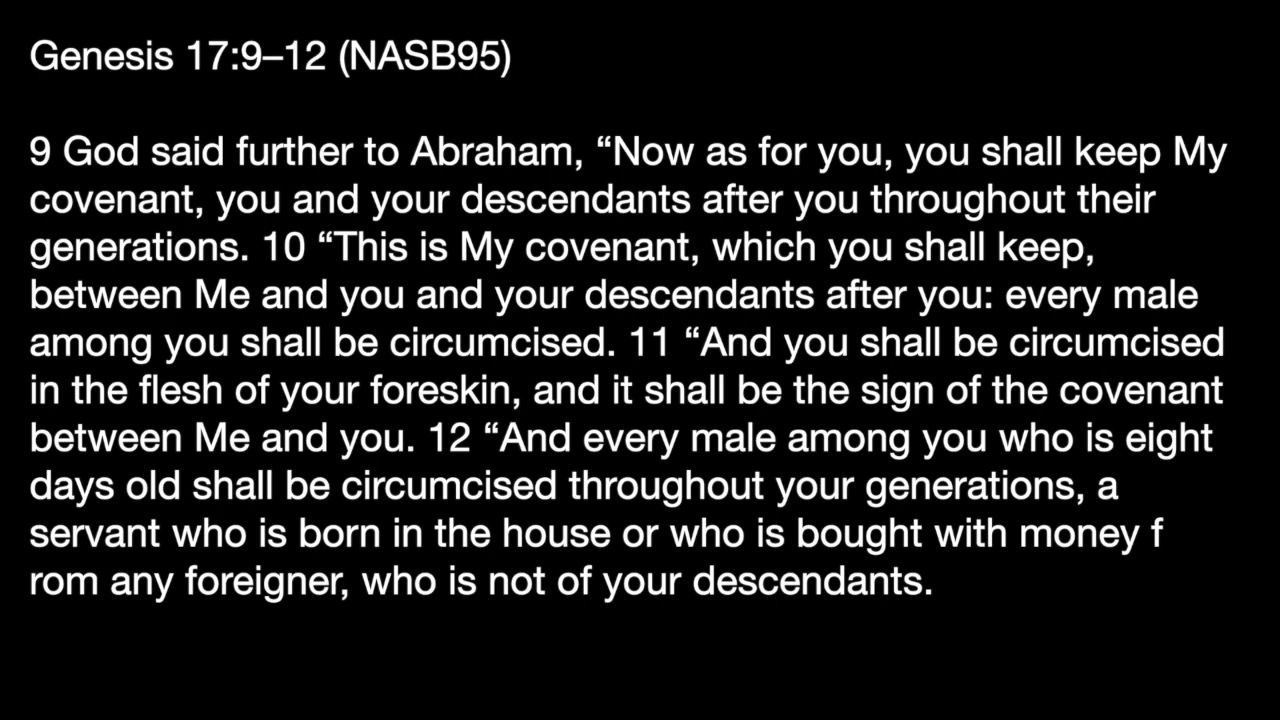 Genesis 17:9–12 (NASB95)
9 God said further to Abraham, “Now as for you, you shall keep My
covenant, you and your descendants after you throughout their
generations. 10 “This is My covenant, which you shall keep,
between Me and you and your descendants after you: every male
among you shall be circumcised. 11 “And you shall be circumcised
in the flesh of your foreskin, and it shall be the sign of the covenant
between Me and you. 12 “And every male among you who is eight
days old shall be circumcised throughout your generations, a
servant who is born in the house or who is bought with money f
rom any foreigner, who is not of your descendants.